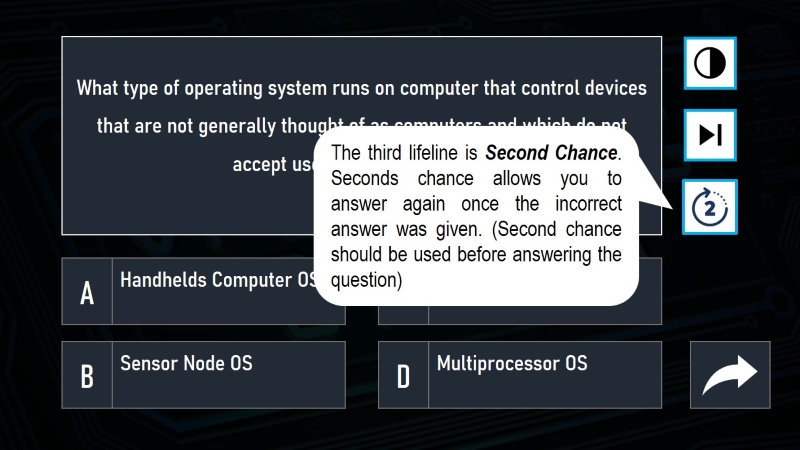 What type of operating system runs on computer that control devices
that are not generally thought of as computers and which do not
accept
The third lifeline is Second Chance.
Seconds chance allows you to
answer again once the incorrect
answer was given. (Second chance
should be used before answering the
question)
2
A Handhelds Computer OS
B Sensor Node OS
D Multiprocessor OS